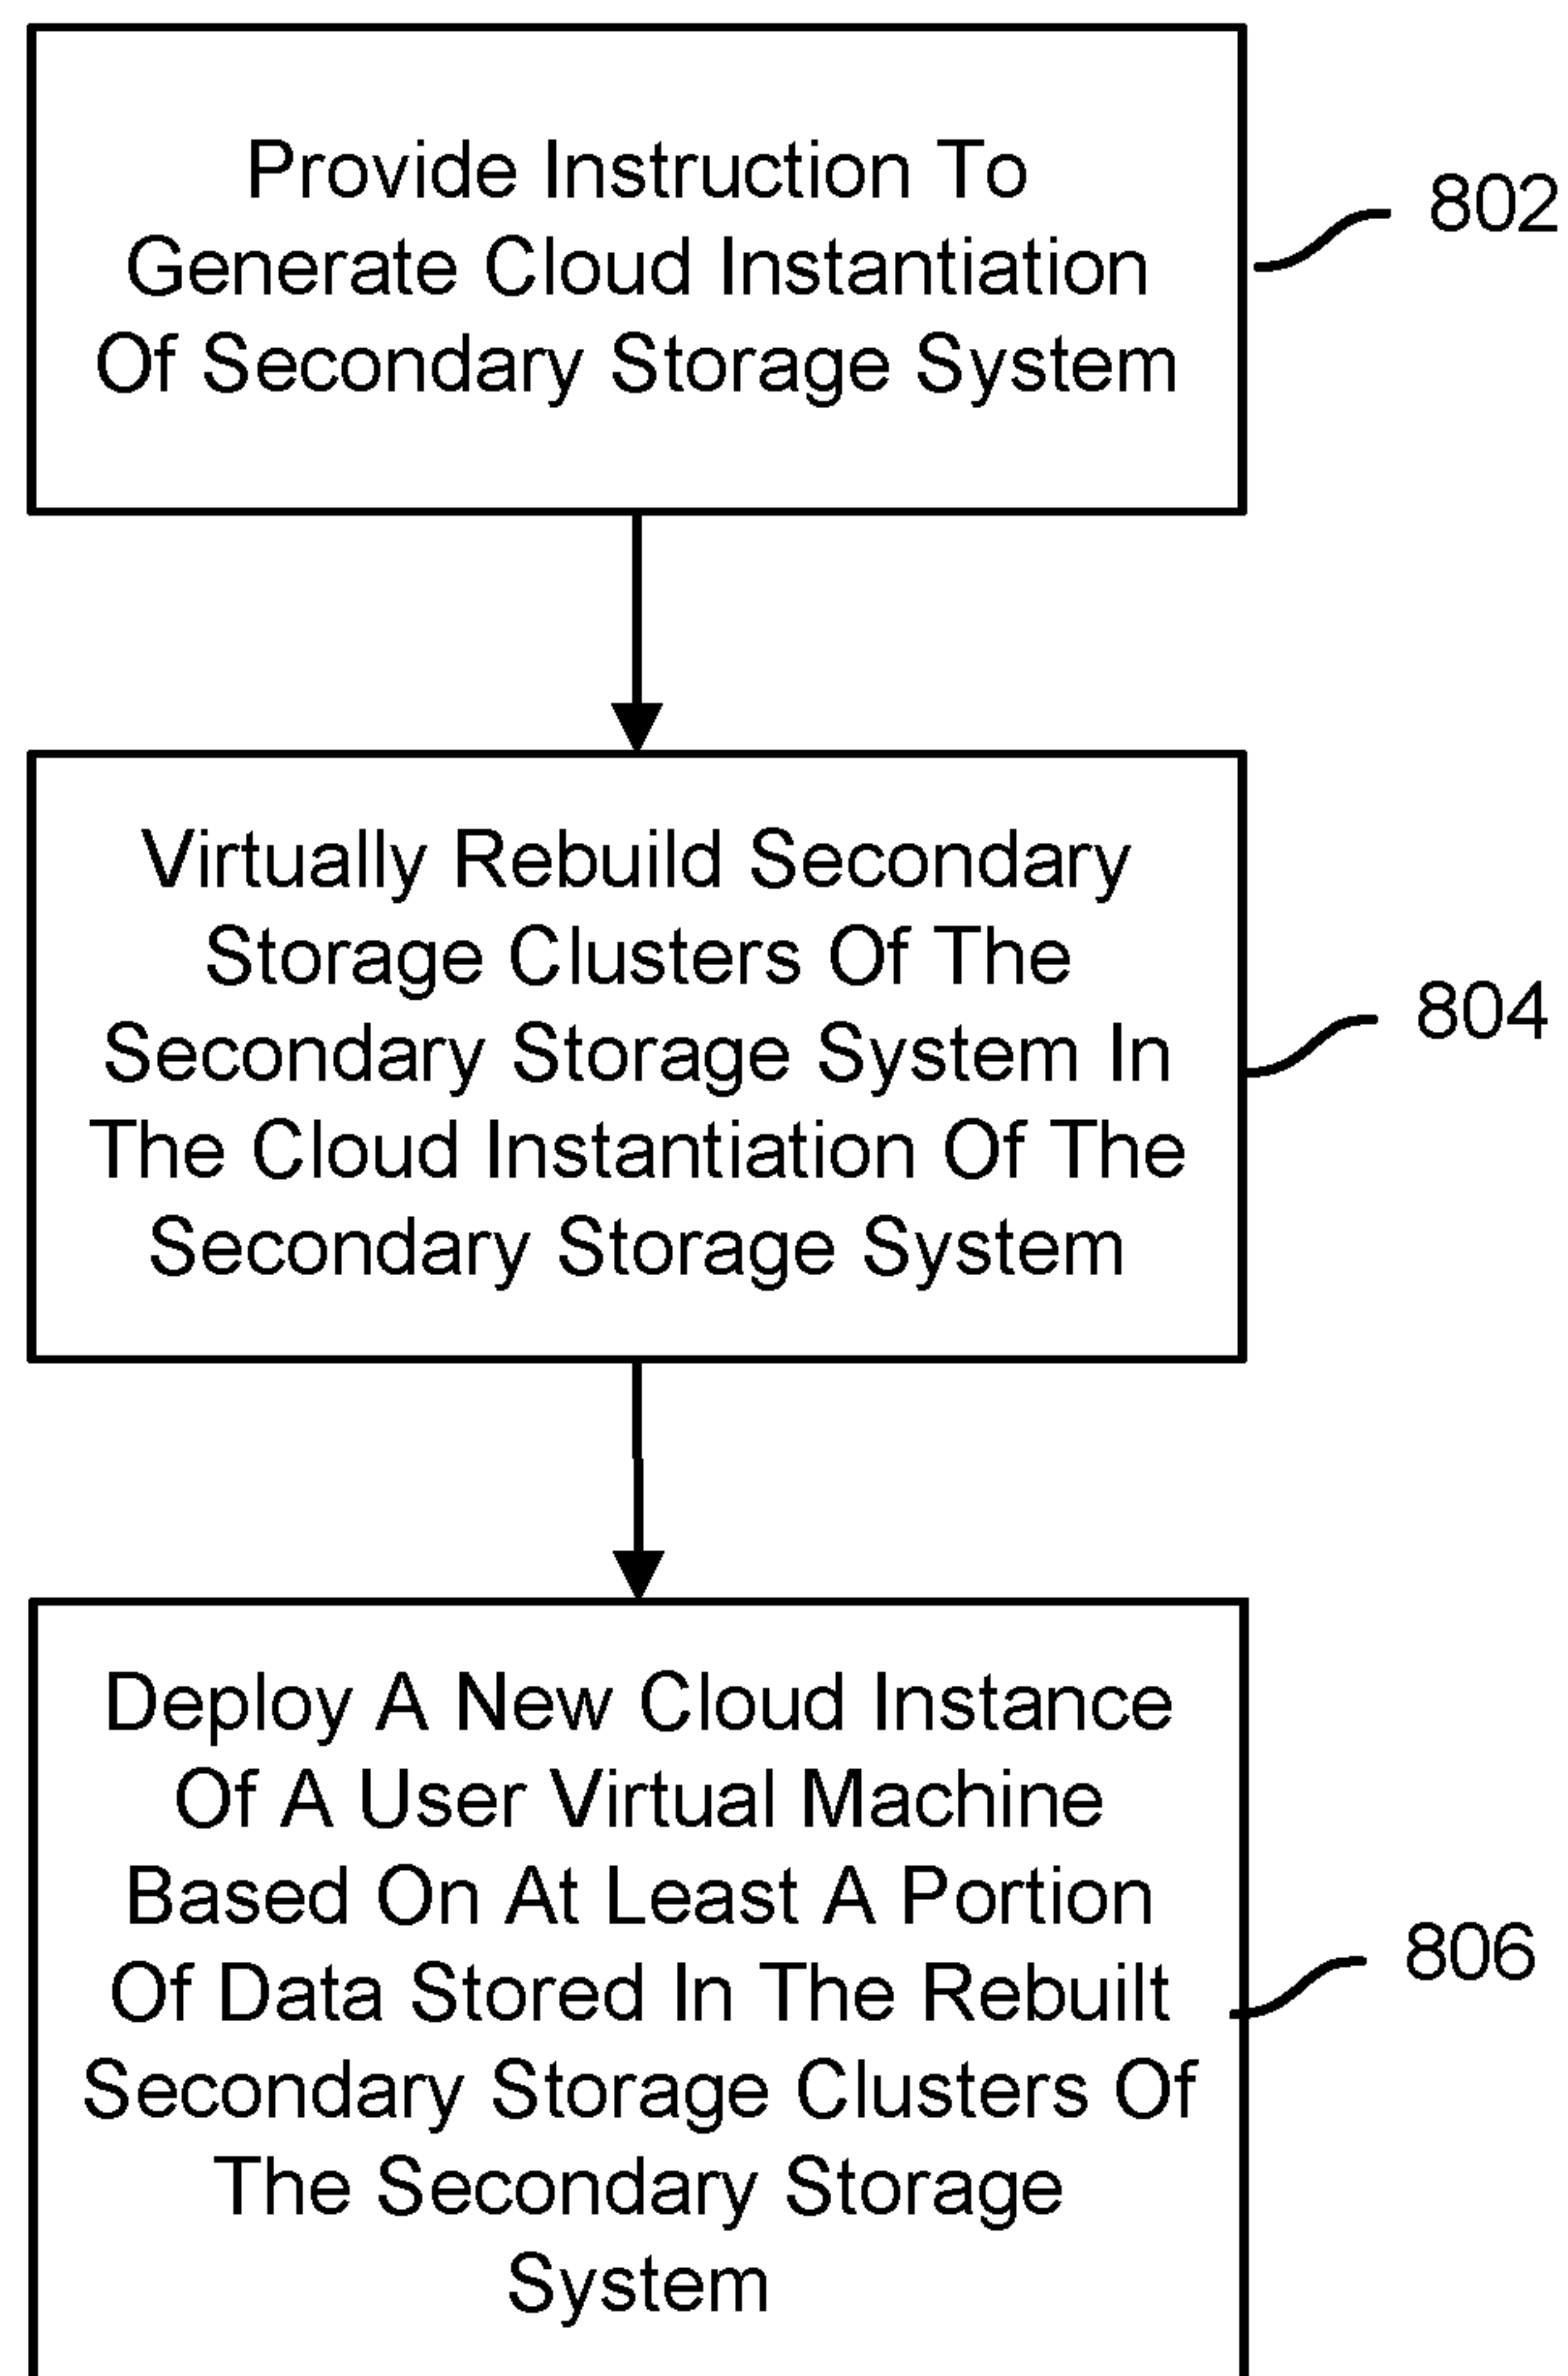 Provide Instruction To
Generate Cloud Instantiation
Of Secondary Storage System
802
Virtually Rebuild Secondary
Storage Clusters Of The
Secondary Storage System In
The Cloud Instantiation Of The
Secondary Storage System
804
Deploy A New Cloud Instance
Of A User Virtual Machine
Based On At Least A Portion
Of Data Stored In The Rebuilt
Secondary Storage Clusters Of
The Secondary Storage
System
806